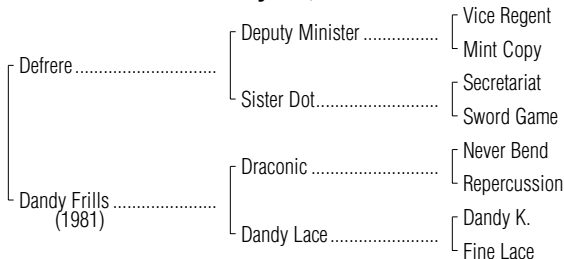 Vice Regent
Deputy Minister ................
Mint Copy
Defrere ..............................
Secretariat
Sister Dot..........................
Sword Game
Never Bend
Draconic ...........................
Repercussion
Dandy Frills ......................
(1981)
Dandy K.
Dandy Lace.......................
Fine Lace